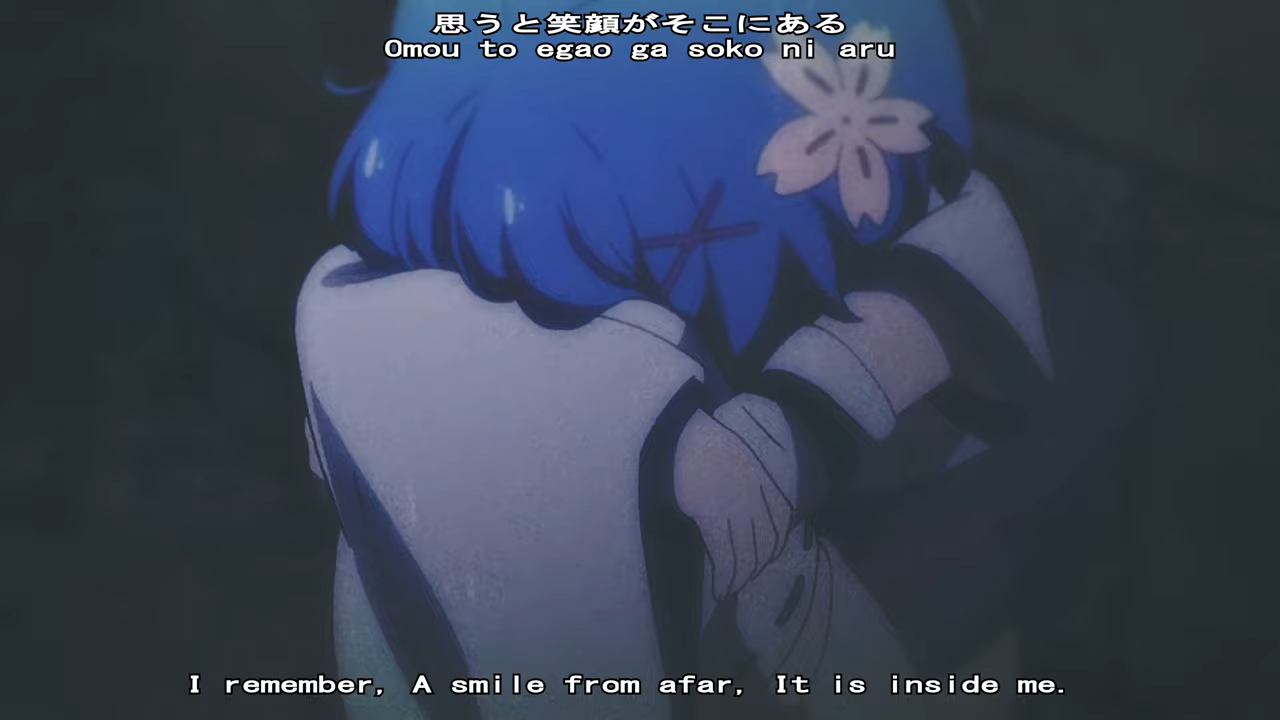 思うと笑顔がそこにある
Omou to egao ga soko ni aru
I remember, A smile from afar, It is inside me.